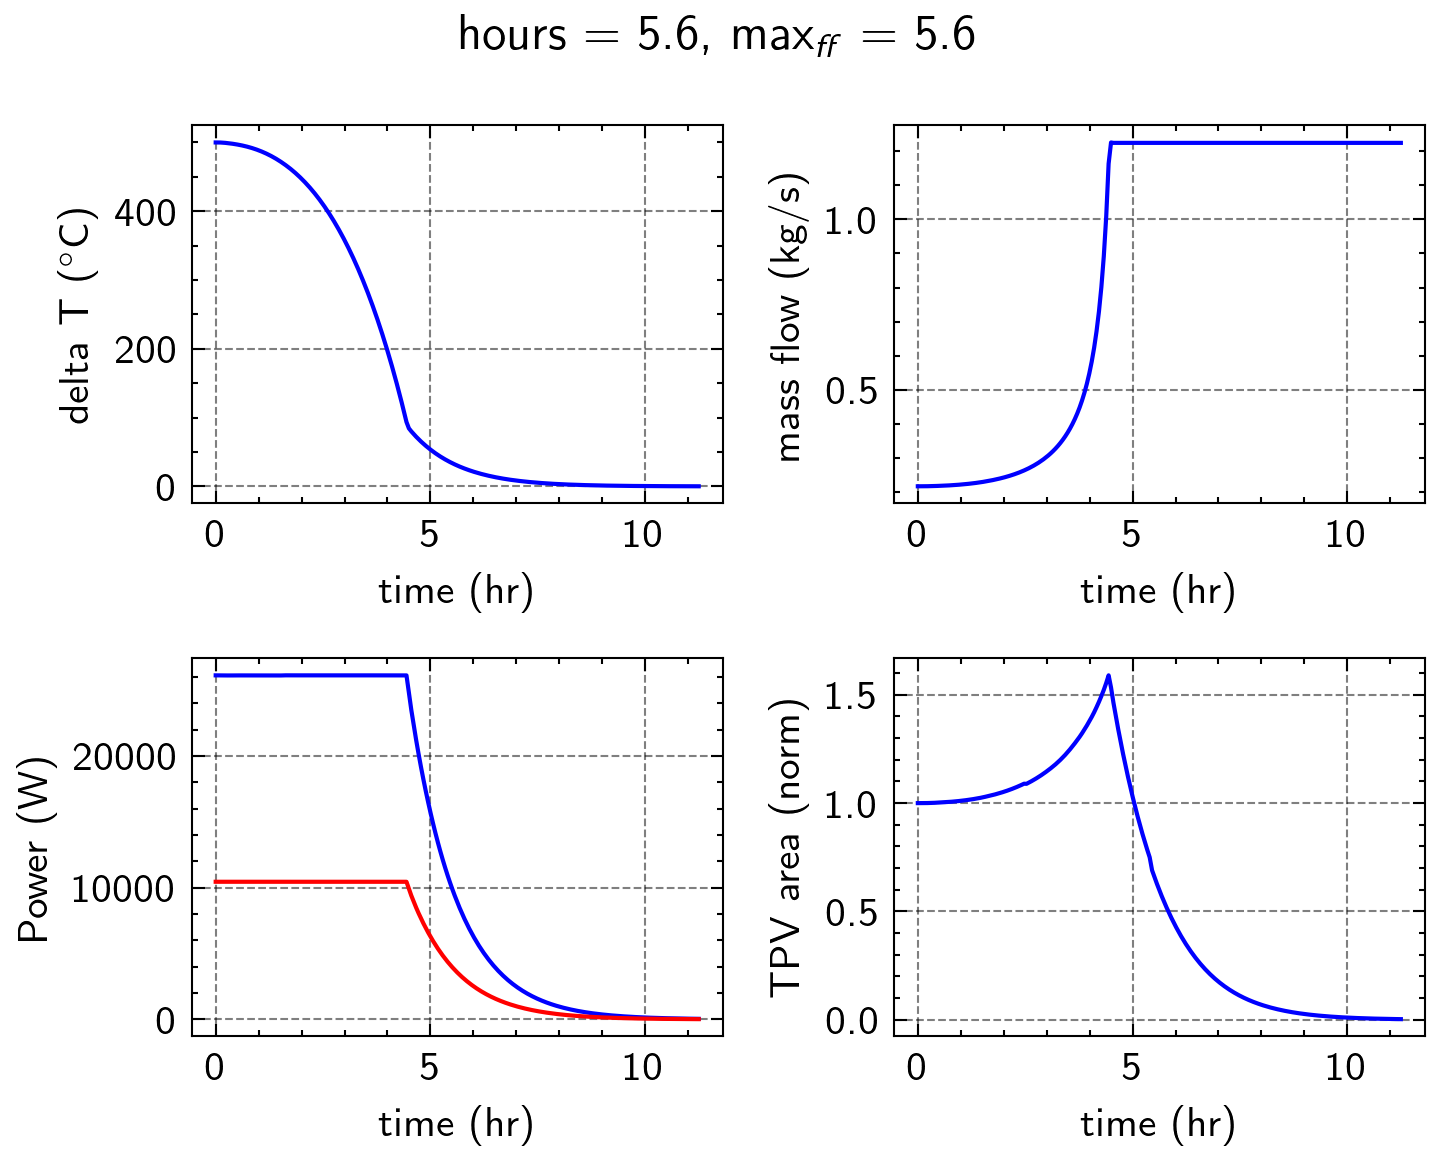 hours = 5.6, max_ff = 5.6
delta T (°C)
400
200
0
0 5 10
time (hr)
mass flow (kg/s)
1.0
0.5
0 5 10
time (hr)
Power (W)
20000
10000
0
0 5 10
time (hr)
TPV area (norm)
1.5
1.0
0.5
0.0
0 5 10
time (hr)